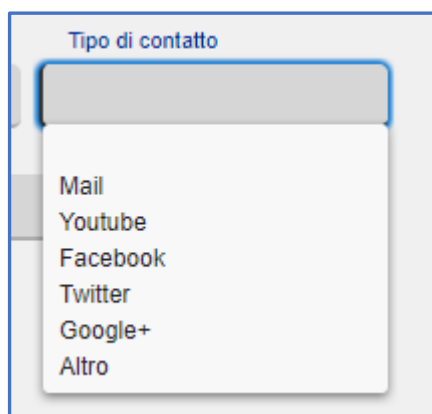 Tipo di contatto
Mail
Youtube
Facebook
Twitter
Google+
Altro